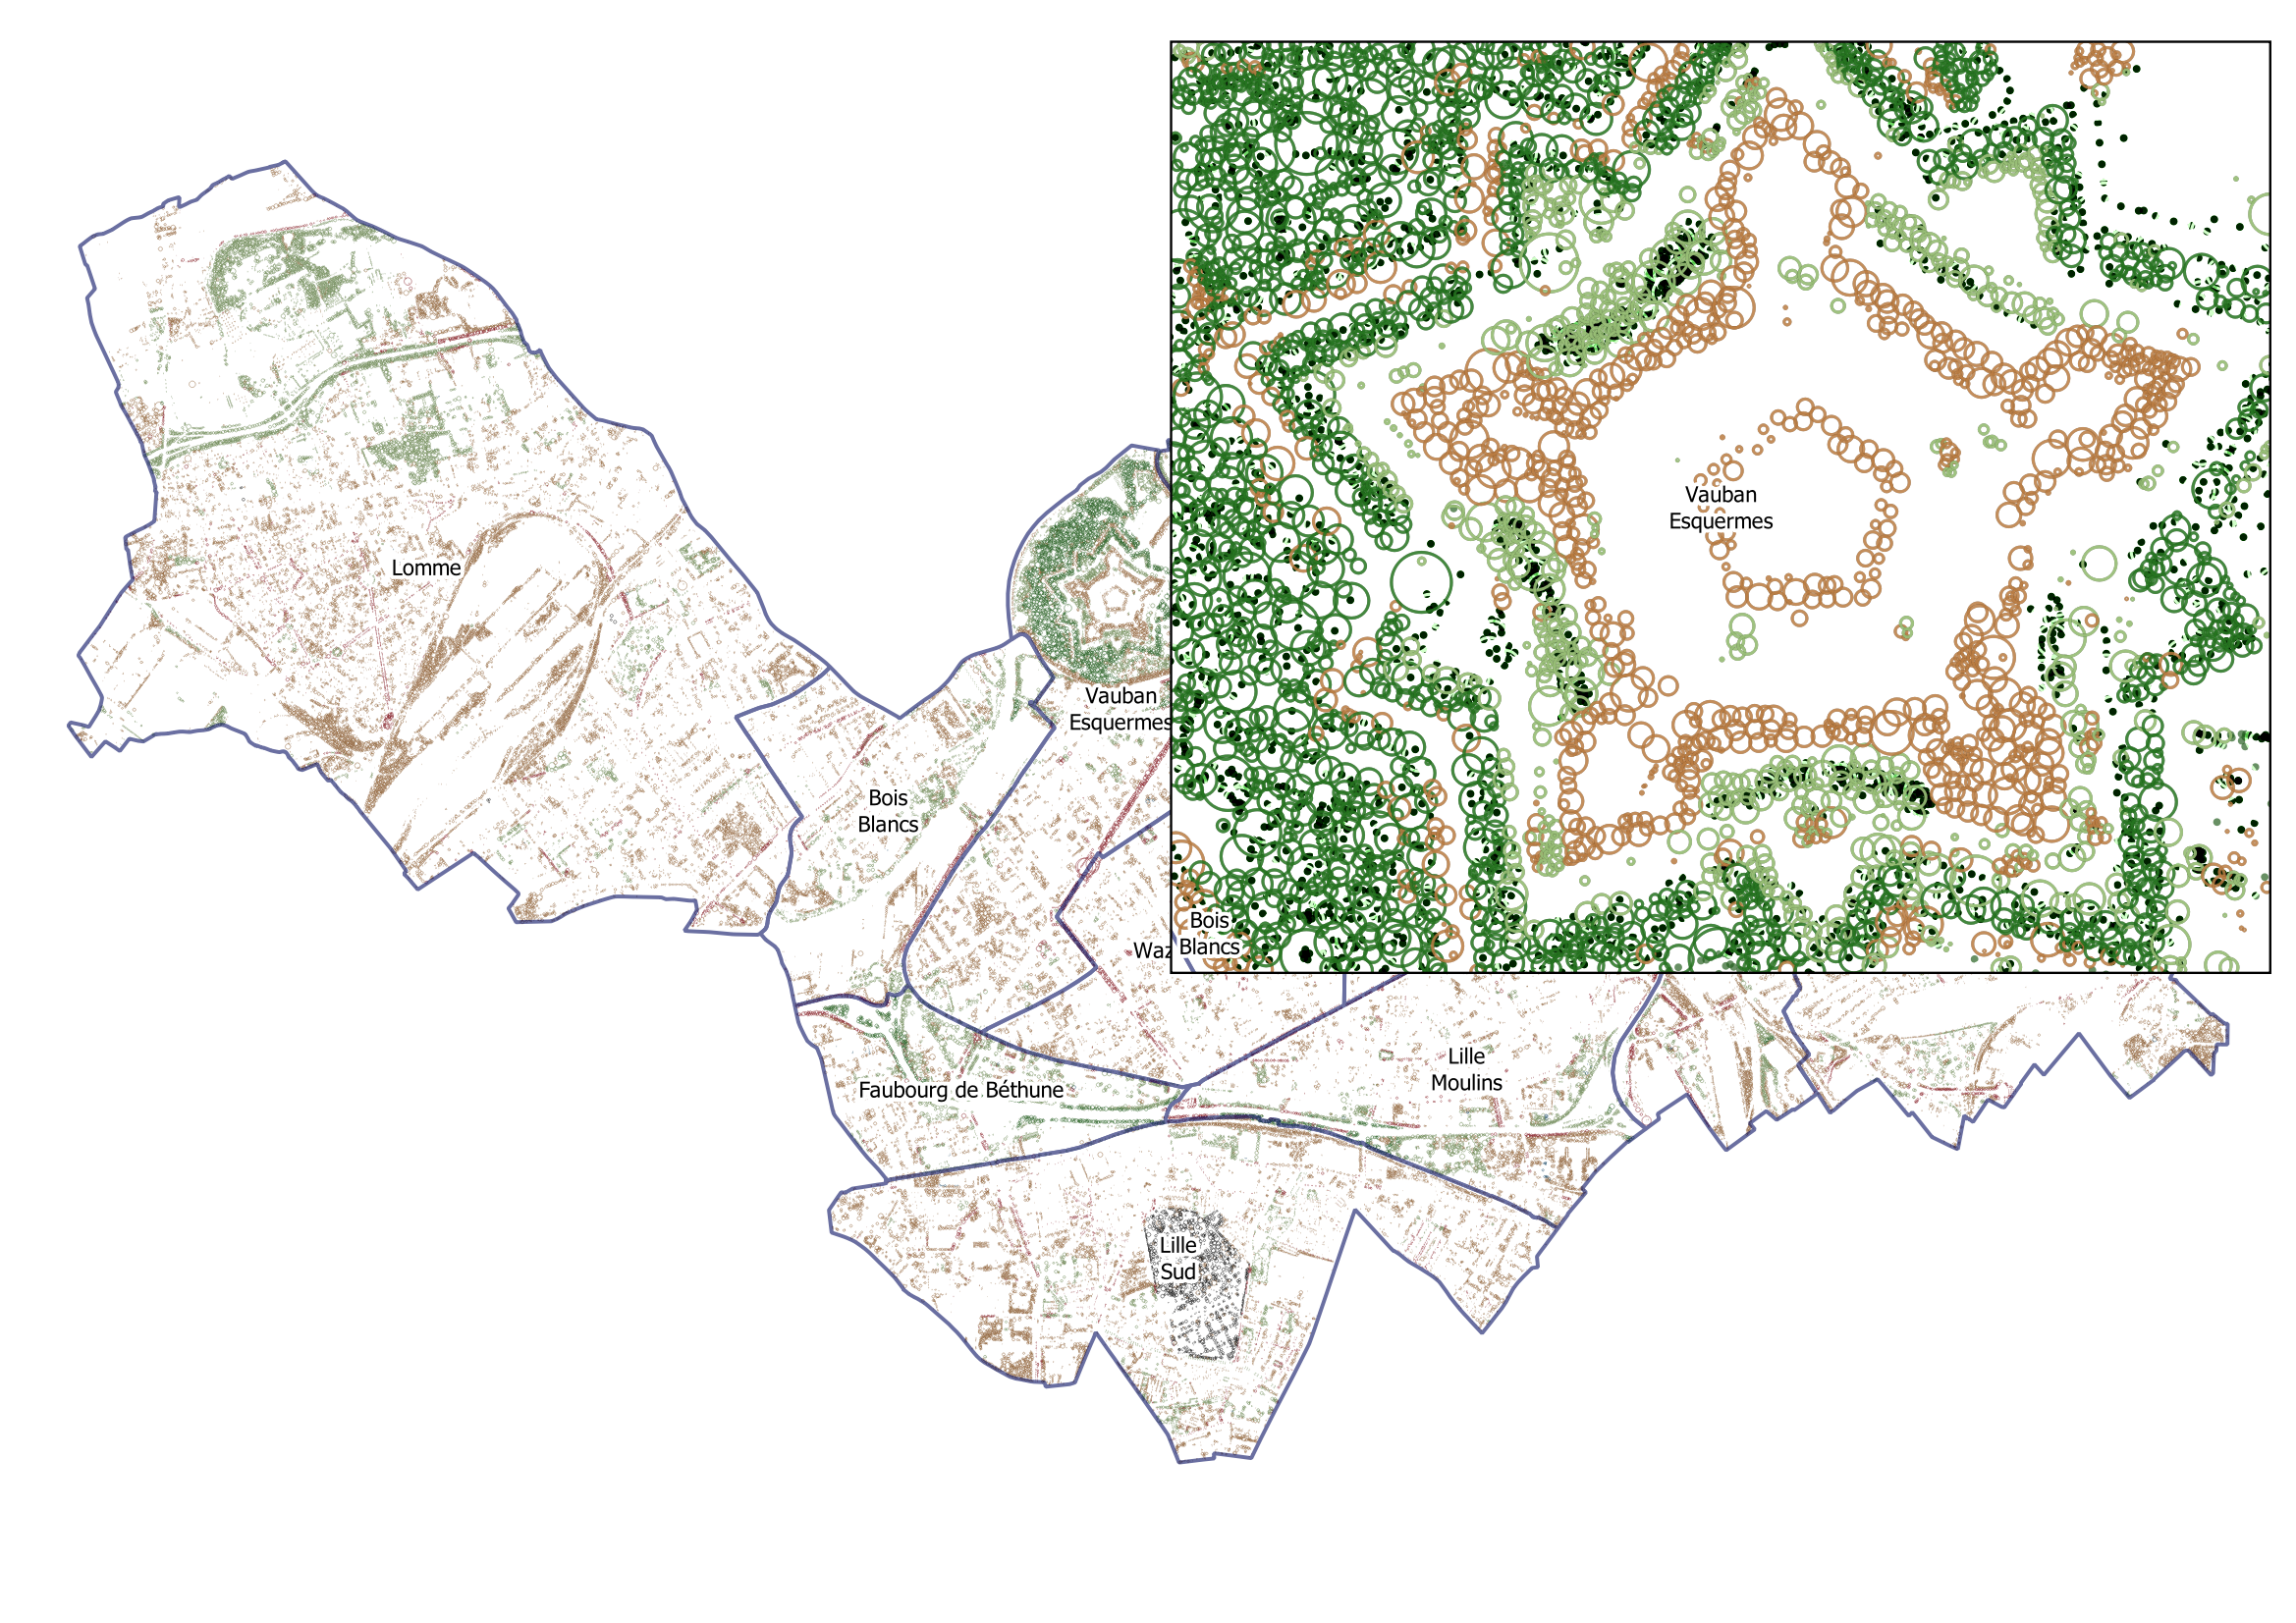 Vauban
Esquermes
Bois
Blancs
Lomme
Vauban
Esquermes
Bois
Blancs
Waz
Faubourg de Béthune
Lille
Moulins
Lille
Sud